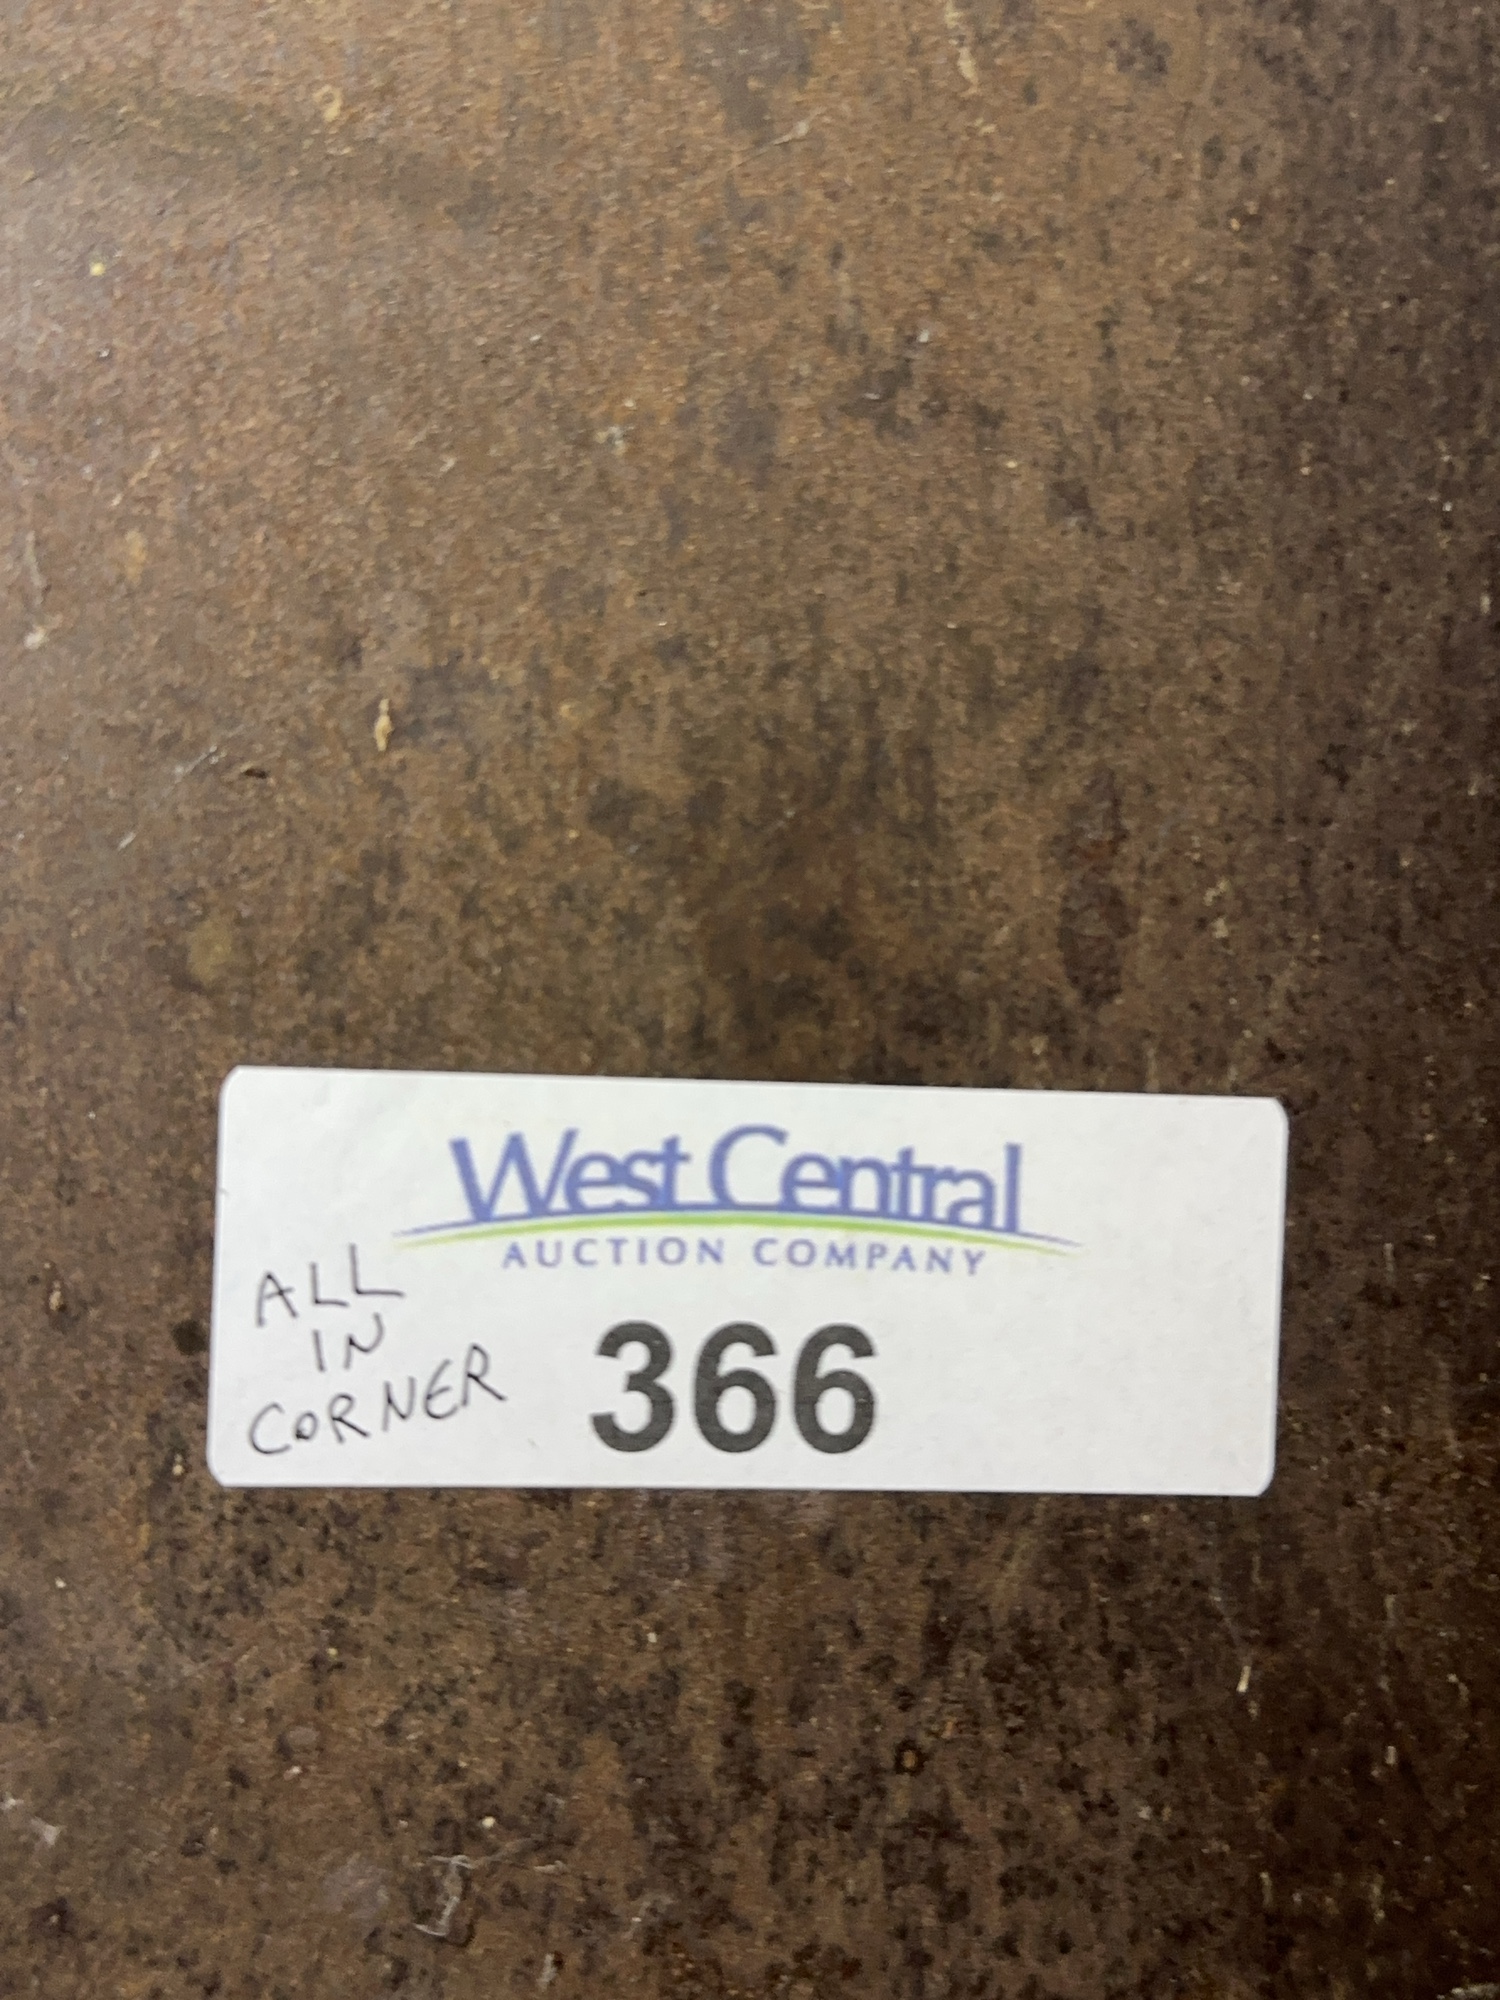 West Central
AUCTION COMPANY
ALL
IN
CORNER
366